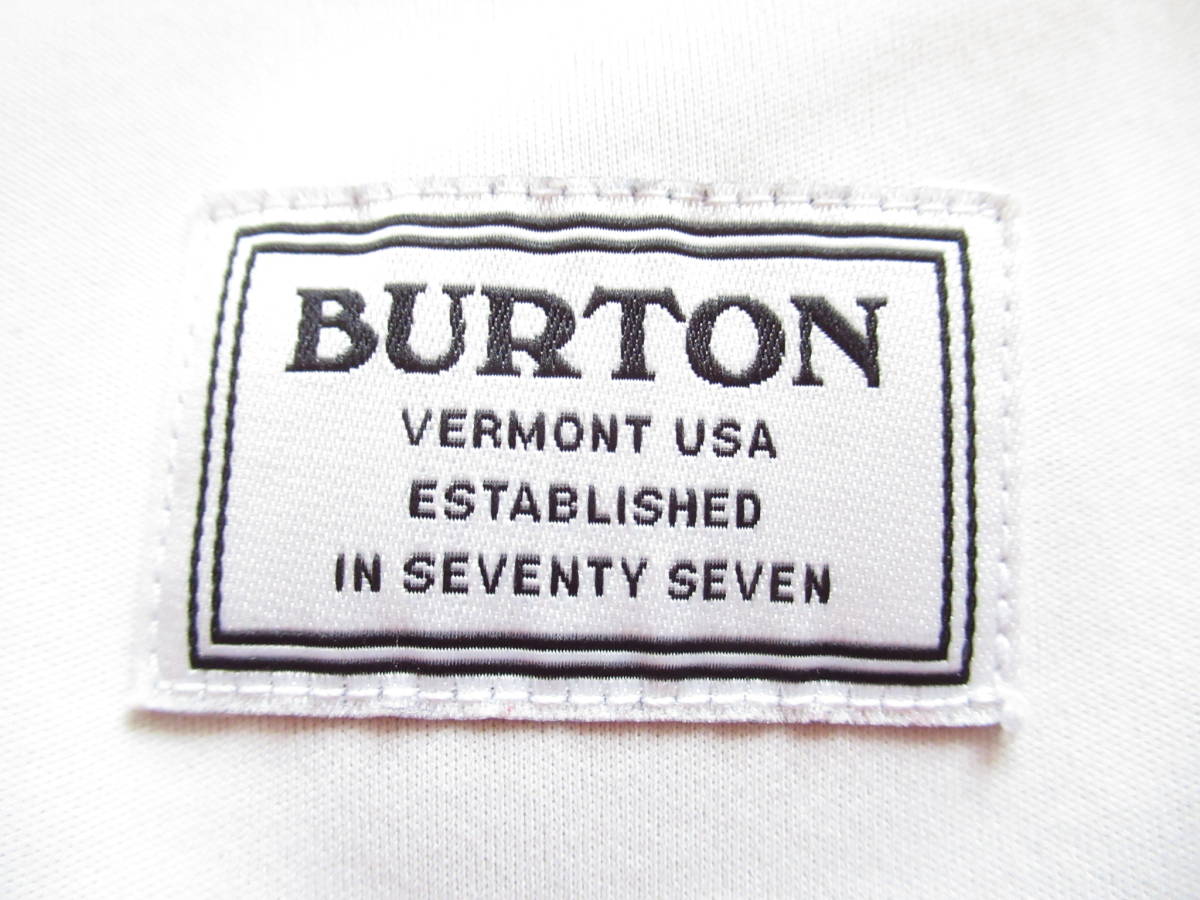 BURTON
VERMONT USA
ESTABLISHED
IN SEVENTY SEVEN